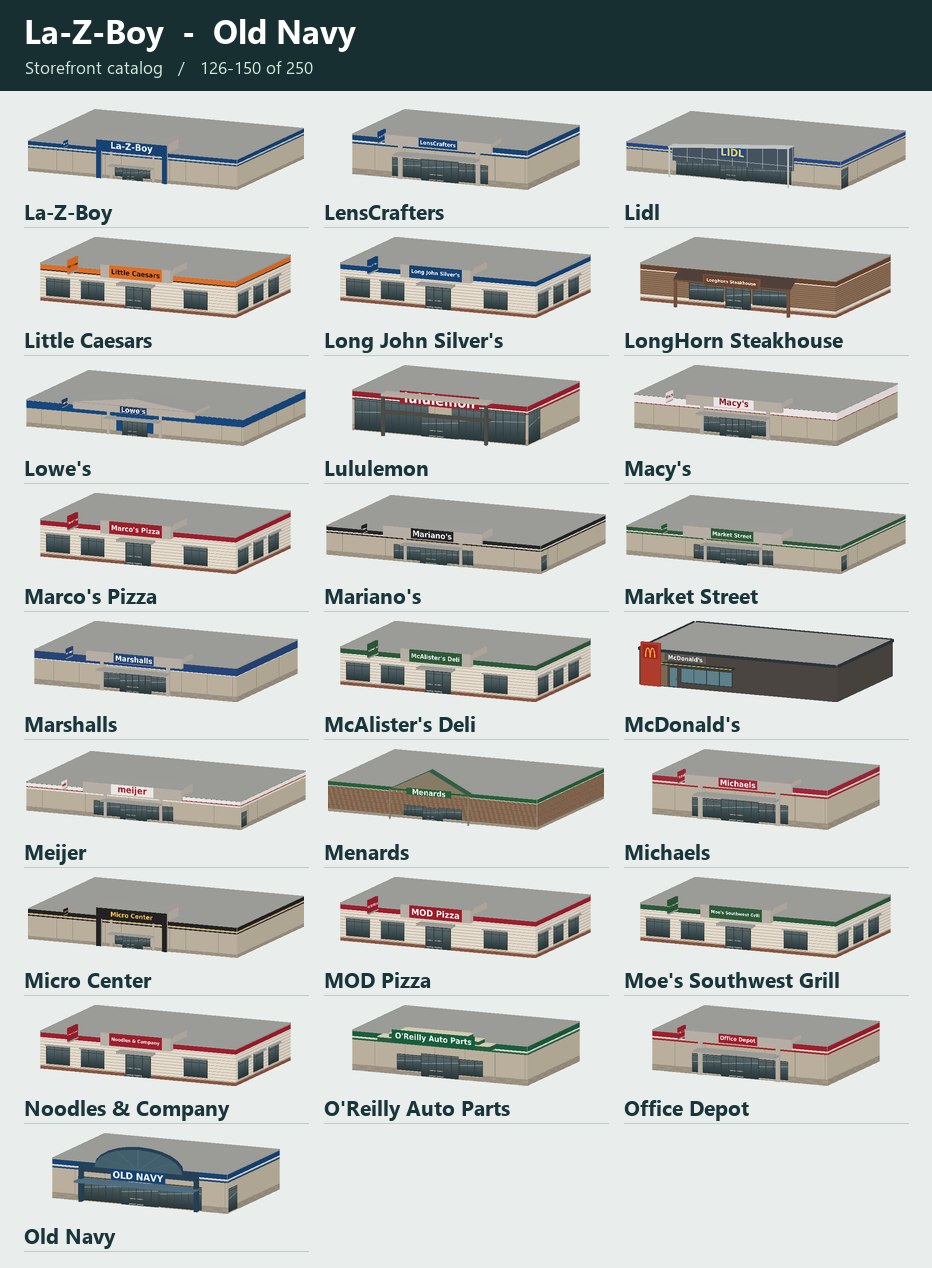 La-Z-Boy - Old Navy
Storefront catalog / 126-150 of 250
La-Z-Boy
LensCrafters
LIDL
La-Z-Boy
LensCrafters
Lidl
Little Caesars
Long John Silver's
LongHorn Steakhouse
Little Caesars
Long John Silver's
LongHorn Steakhouse
Lowe's
lululemon
Macy's
Lowe's
Lululemon
Macy's
Marco's Pizza
Mariano's
Market Street
Marco's Pizza
Mariano's
Market Street
Marshalls
McAlister's Deli
McDonald's
Marshalls
McAlister's Deli
McDonald's
meijer
Menards
Michaels
Meijer
Menards
Michaels
Micro Center
MOD Pizza
Moe's Southwest Grill
Micro Center
MOD Pizza
Moe's Southwest Grill
Noodles & Company
O'Reilly Auto Parts
Office Depot
Noodles & Company
O'Reilly Auto Parts
Office Depot
OLD NAVY
Old Navy